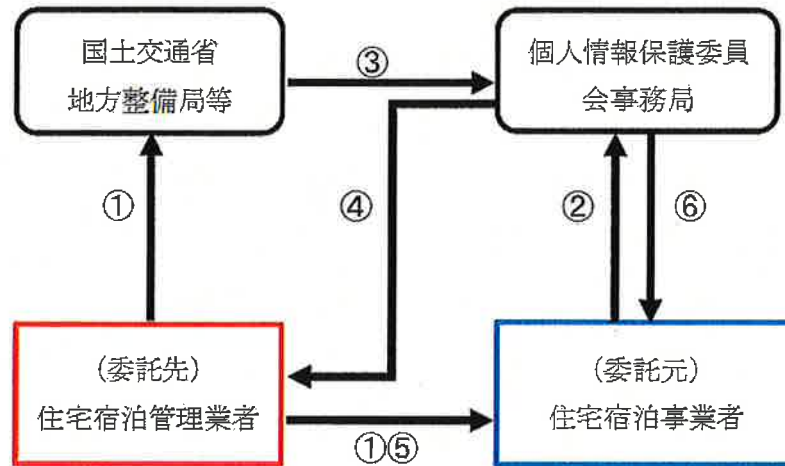 国土交通省
地方整備局等
③
個人情報保護委員
会事務局
①
④
②
⑥
(委託先)
住宅宿泊管理業者
①⑤
(委託元)
住宅宿泊事業者